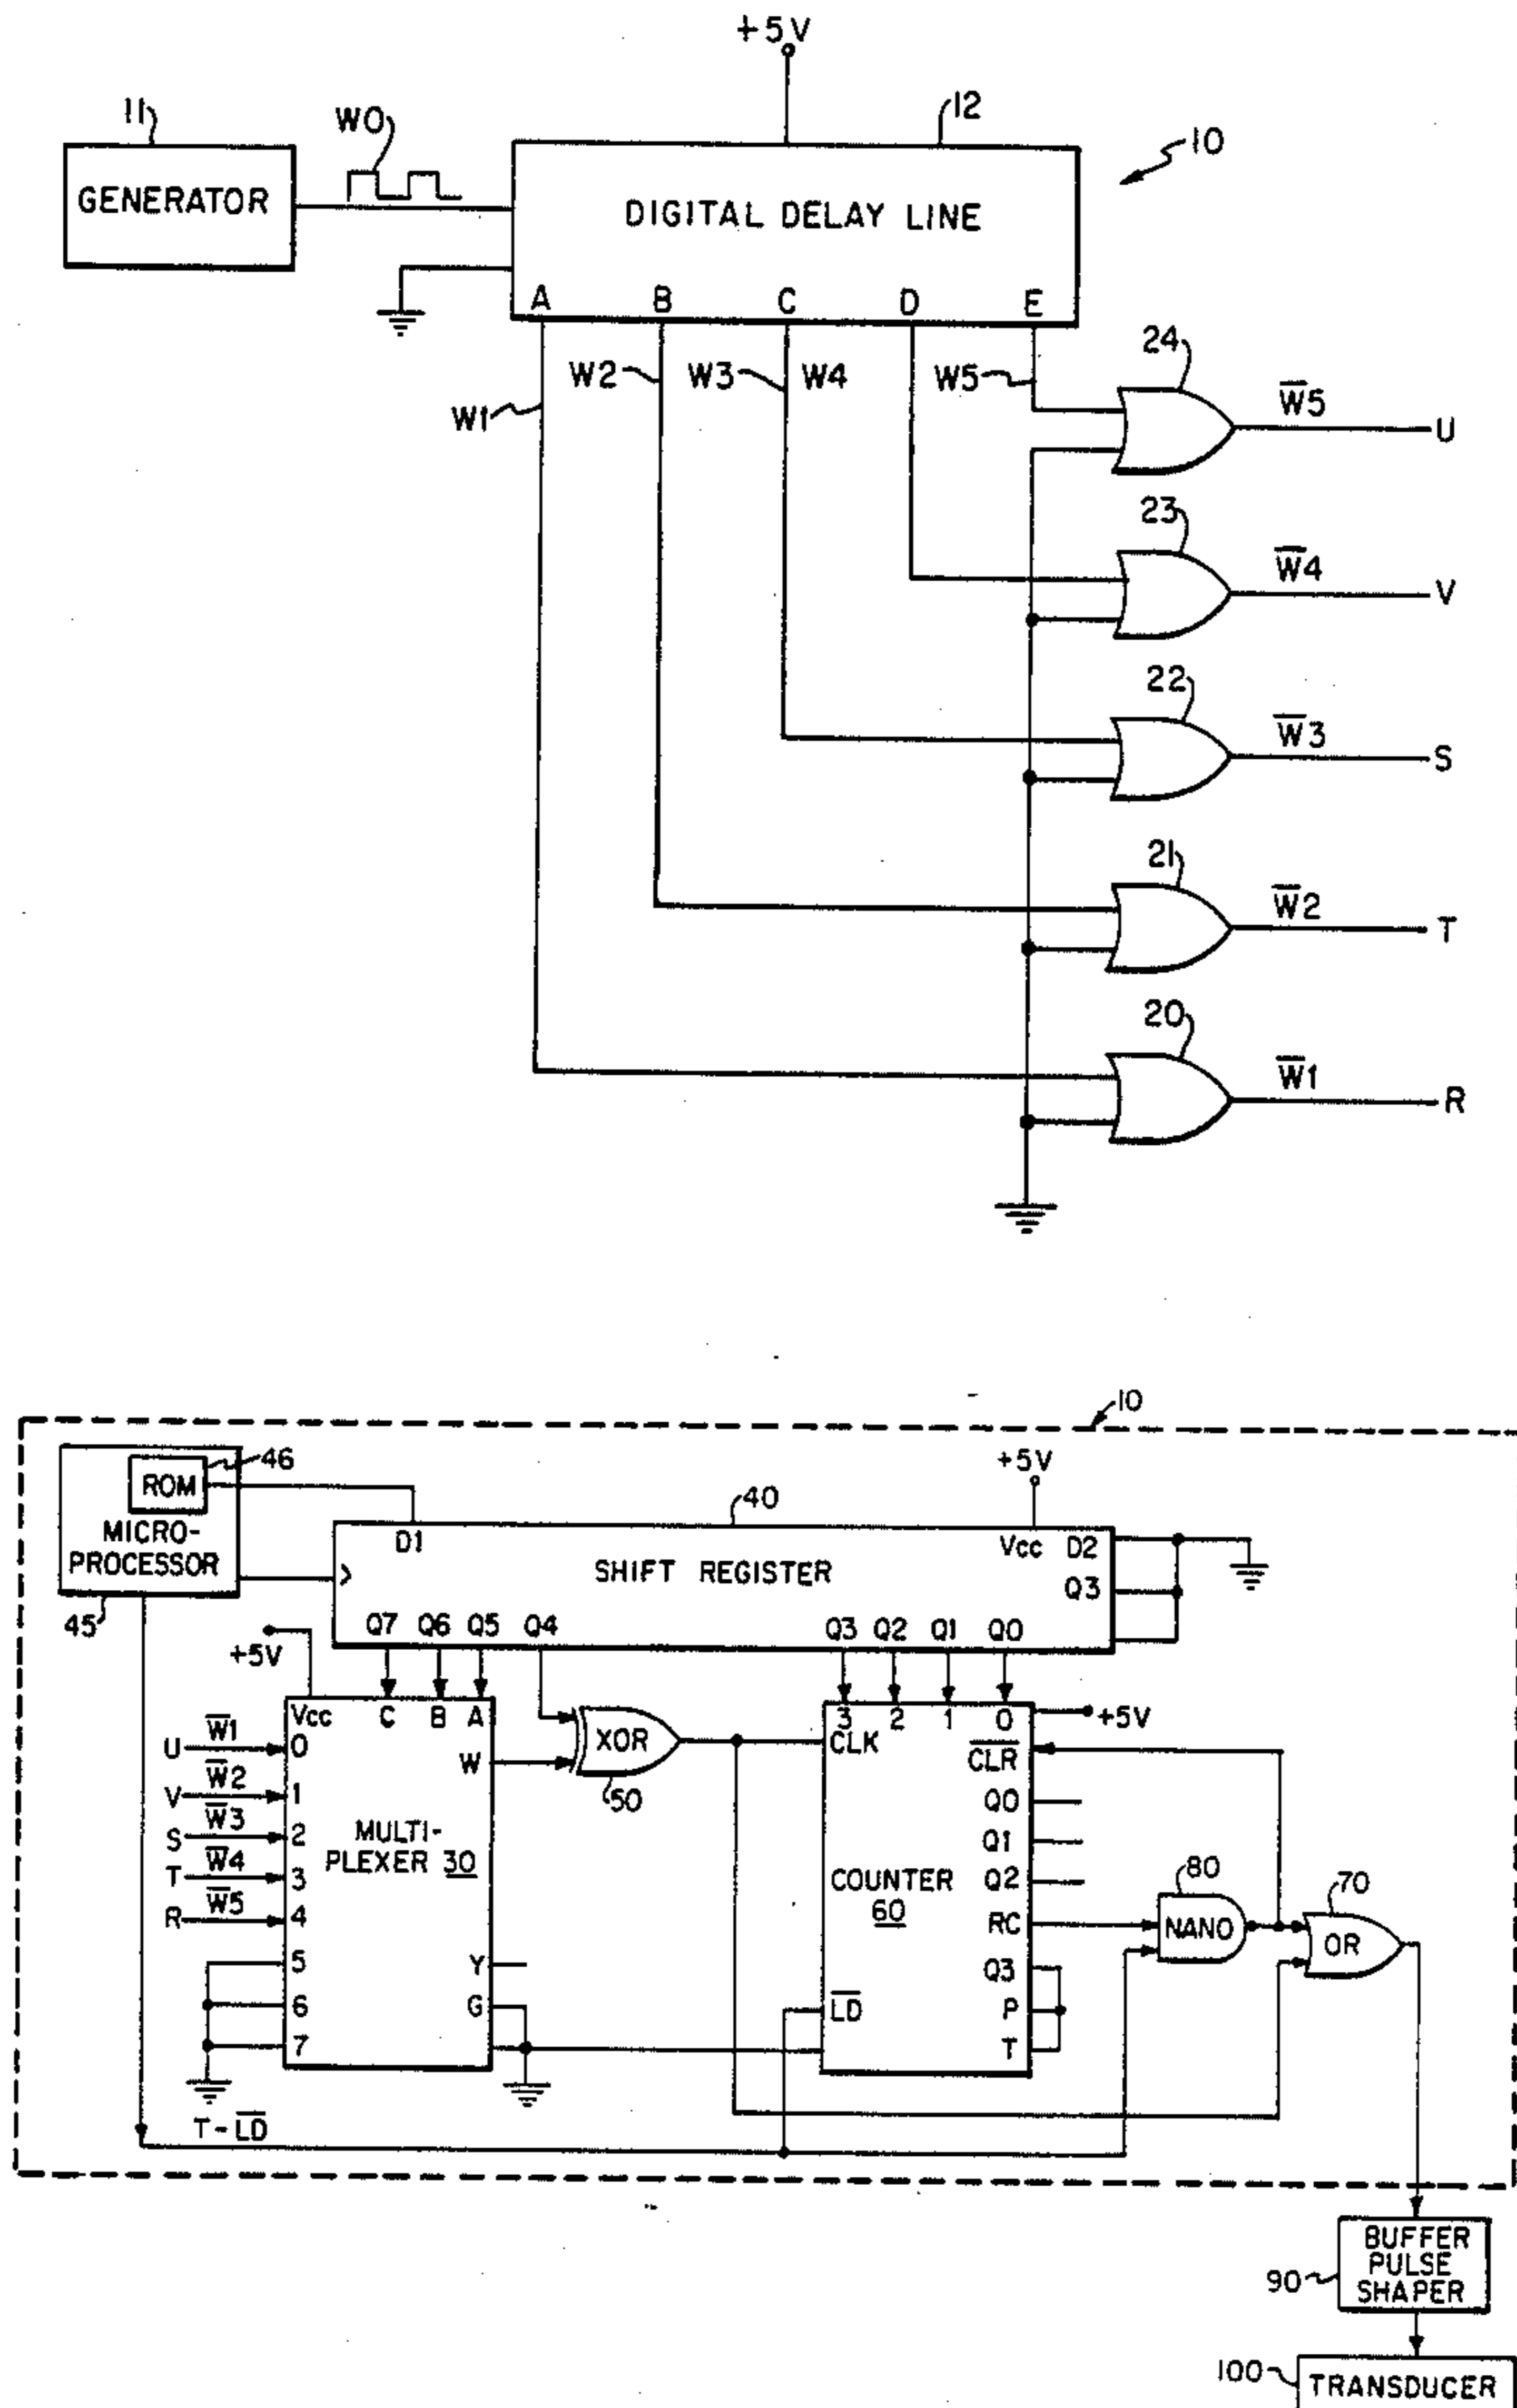 +5V
11
W0
12
10
GENERATOR
DIGITAL DELAY LINE
A B C D E
W1
W2
W3
W4
W5
24
W̅5
U
23
W̅4
V
22
W̅3
S
21
W̅2
T
20
W̅1
R
10
46
ROM
MICRO-
PROCESSOR
45
40
+5V
D1
Vcc D2
SHIFT REGISTER
Q3
Q7 Q6 Q5 Q4 Q3 Q2 Q1 Q0
+5V
Vcc C B A
U W̅1 0
V W̅2 1
S W̅3 2
T W̅4 3
R W̅5 4
5
6
7
W
MULTI-
PLEXER 30
Y
G
XOR
50
3 2 1 0
+5V
CLK
C̅L̅R̅
Q0
Q1
COUNTER
60
Q2
RC
Q3
L̅D̅
P
T
80
NANO
70
OR
T-L̅D̅
BUFFER
PULSE
SHAPER
90
100
TRANSDUCER